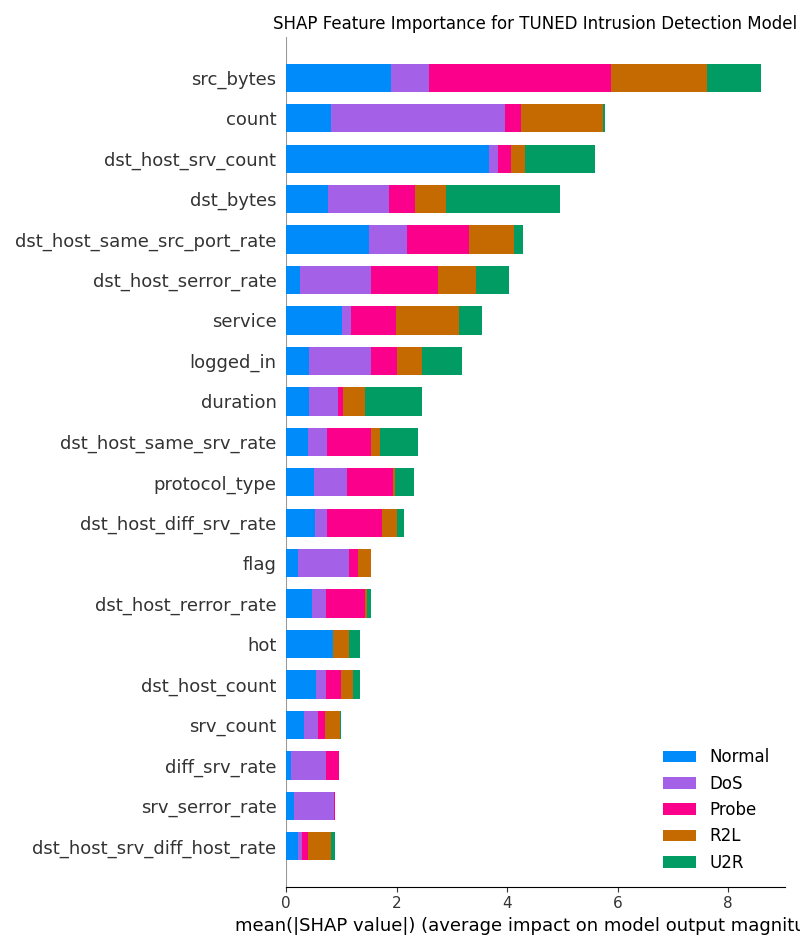 SHAP Feature Importance for TUNED Intrusion Detection Model
src_bytes
count
dst_host_srv_count
dst_bytes
dst_host_same_src_port_rate
dst_host_serror_rate
service
logged_in
duration
dst_host_same_srv_rate
protocol_type
dst_host_diff_srv_rate
flag
dst_host_rerror_rate
hot
dst_host_count
srv_count
diff_srv_rate
srv_serror_rate
dst_host_srv_diff_host_rate
Normal
DoS
Probe
R2L
U2R
0 2 4 6 8
mean(|SHAP value|) (average impact on model output magnitu